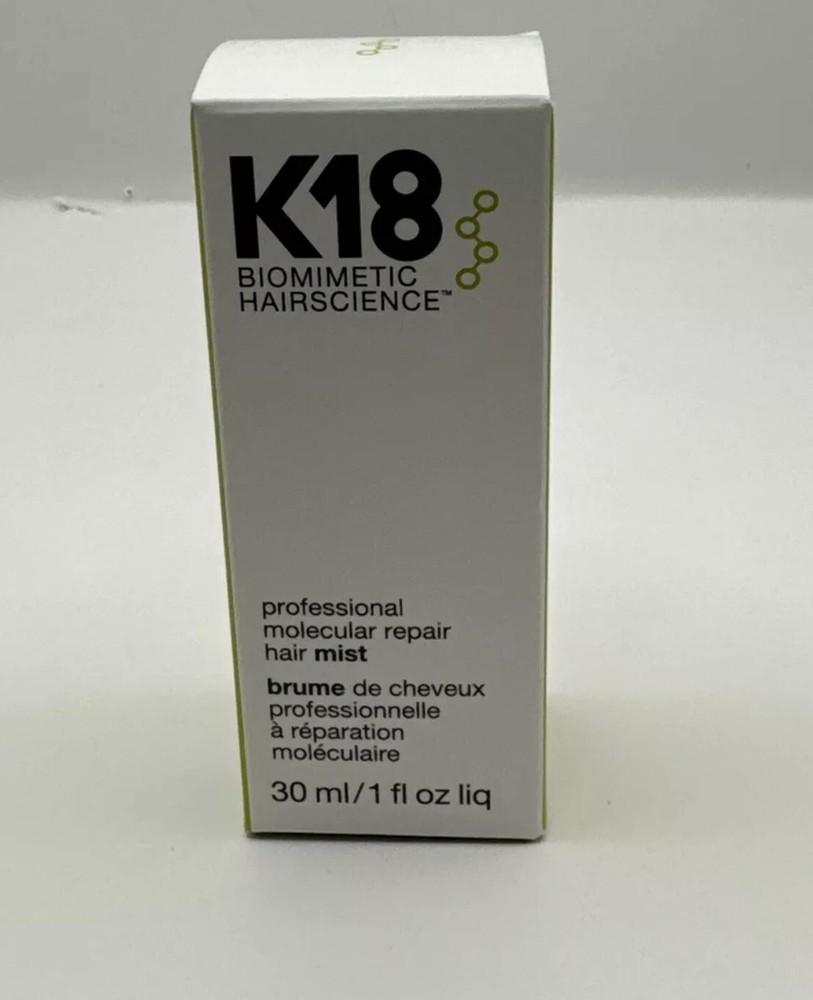 K18
BIOMIMETIC
HAIRSCIENCE™
professional
molecular repair
hair mist
brume de cheveux
professionnelle
à réparation
moléculaire
30 ml/1 fl oz liq